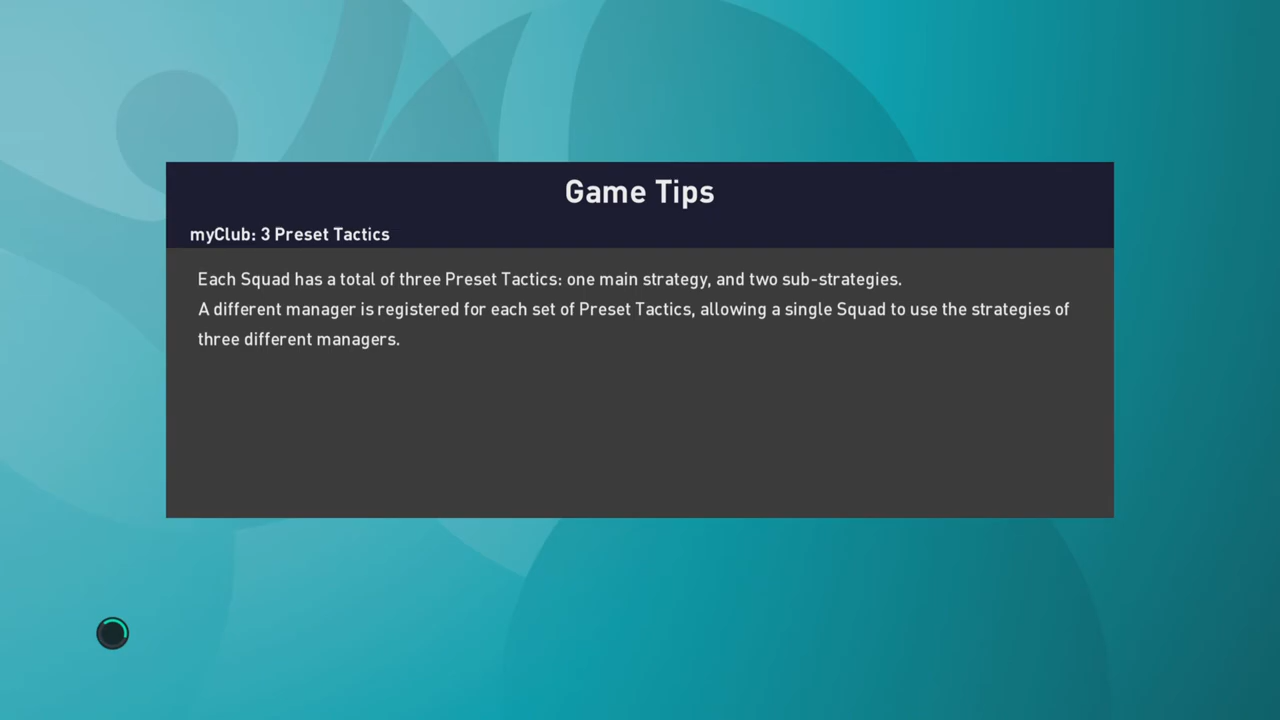 Game Tips
myClub: 3 Preset Tactics
Each Squad has a total of three Preset Tactics: one main strategy, and two sub-strategies.
A different manager is registered for each set of Preset Tactics, allowing a single Squad to use the strategies of
three different managers.